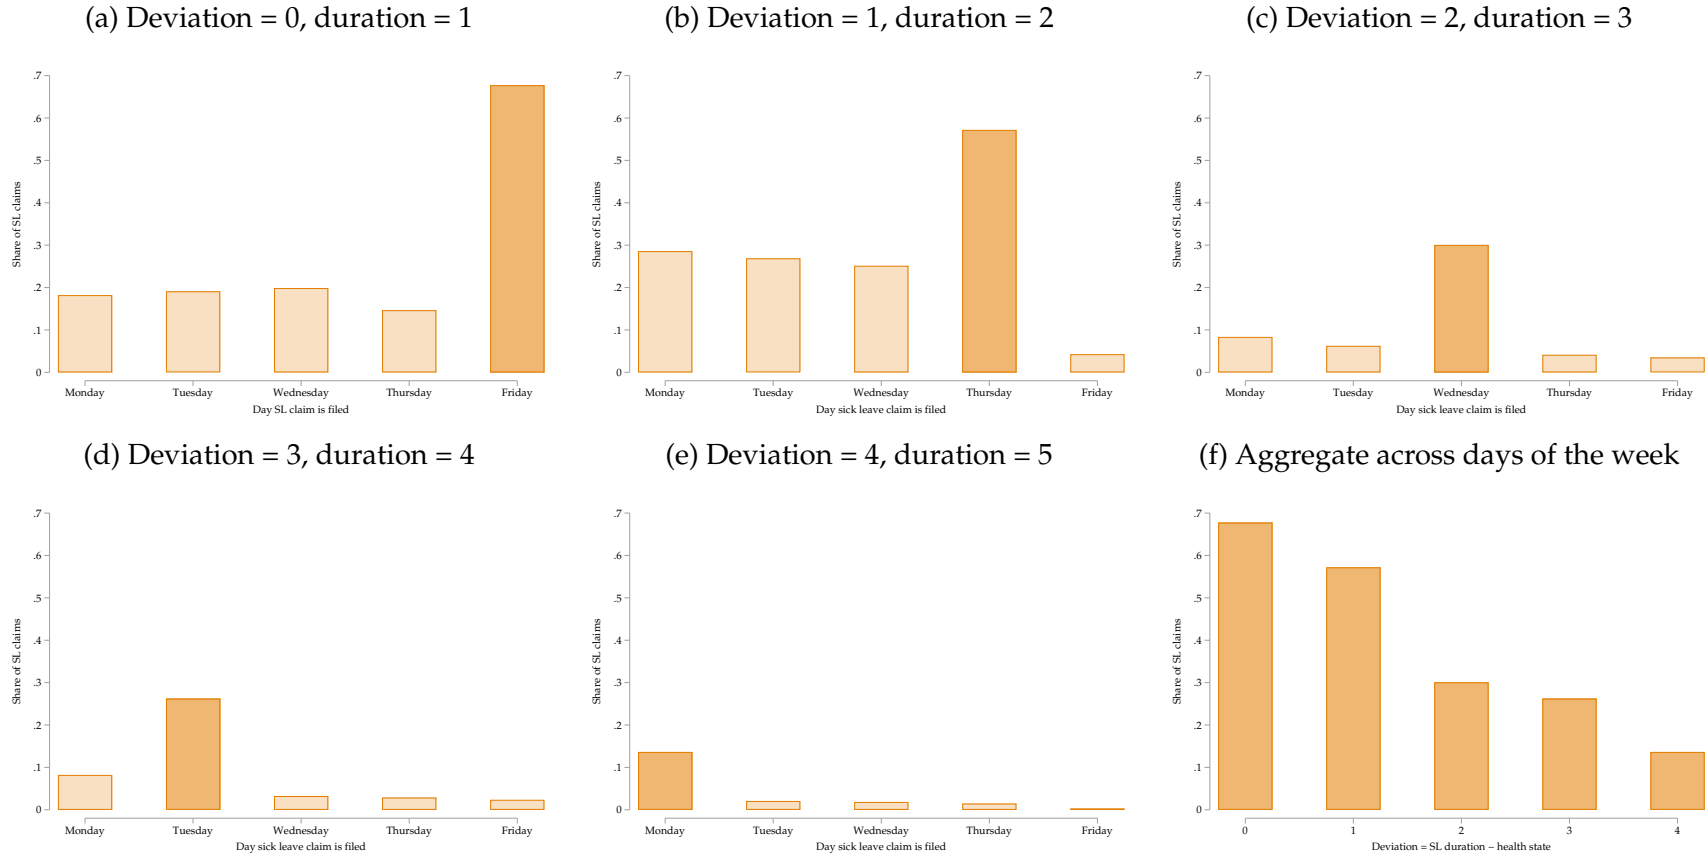 (a) Deviation = 0, duration = 1
.7
.6
.5
.4
.3
.2
.1
0
Share of SL claims
Monday Tuesday Wednesday Thursday Friday
Day SL claim is filed
(b) Deviation = 1, duration = 2
.7
.6
.5
.4
.3
.2
.1
0
Share of SL claims
Monday Tuesday Wednesday Thursday Friday
Day sick leave claim is filed
(c) Deviation = 2, duration = 3
.7
.6
.5
.4
.3
.2
.1
0
Share of SL claims
Monday Tuesday Wednesday Thursday Friday
Day sick leave claim is filed
(d) Deviation = 3, duration = 4
.7
.6
.5
.4
.3
.2
.1
0
Share of SL claims
Monday Tuesday Wednesday Thursday Friday
Day sick leave claim is filed
(e) Deviation = 4, duration = 5
.7
.6
.5
.4
.3
.2
.1
0
Share of SL claims
Monday Tuesday Wednesday Thursday Friday
Day sick leave claim is filed
(f) Aggregate across days of the week
.7
.6
.5
.4
.3
.2
.1
0
Share of SL claims
0 1 2 3 4
Deviation = SL duration − health state